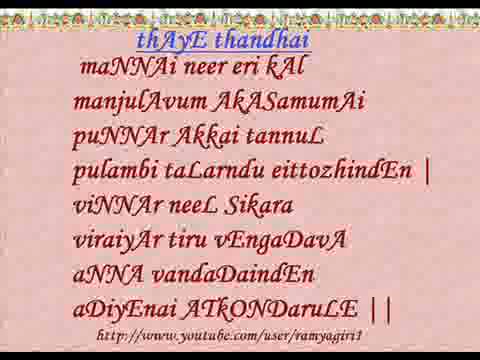 thAyE thandhai
maNNAi neer eri kAl
manjulAvum AkASamumAi
puNNAr Akkai tannuL
pulambi taLarndu eittozhindEn |
viNNAr neeL Sikara
viraiyAr tiru vEngaDavA
aNNA vandaDaindEn
aDiyEnai ATkONDaruLE ||
http://www.youtube.com/user/ramyagiri1